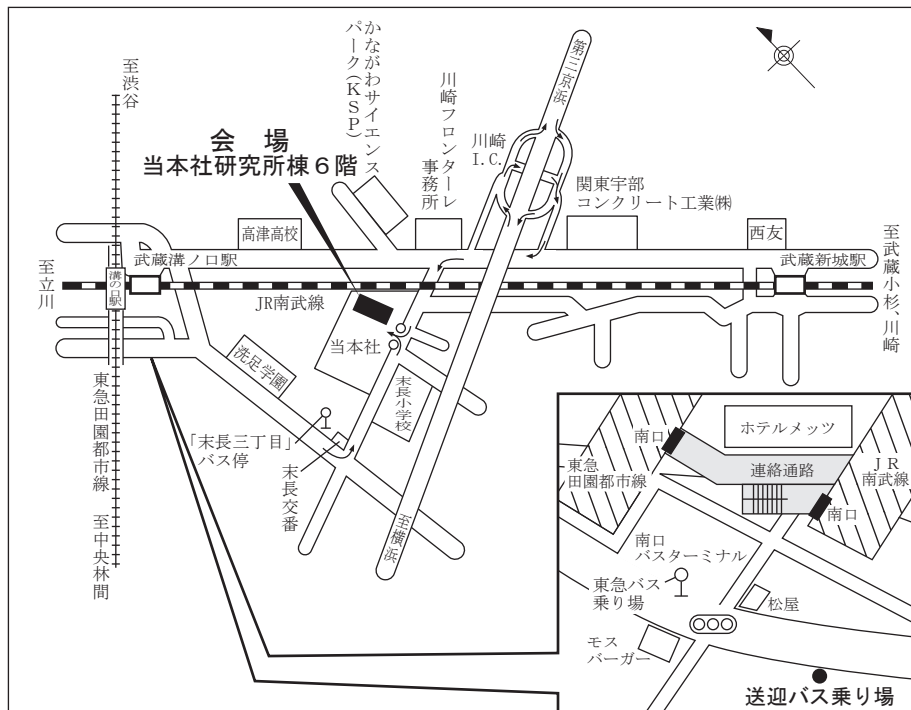 至渋谷
かながわサイエンス
パーク(KSP)
川崎フロンターレ
事務所
第三京浜
川崎
I.C.
会　場
当本社研究所棟６階
関東宇部
コンクリート工業㈱
高津高校
西友
武蔵溝ノ口駅
武蔵新城駅
至立川
溝の口駅
JR南武線
至武蔵小杉、川崎
当本社
洗足学園
末長小学校
「末長三丁目」
バス停
末長交番
至横浜
東急田園都市線　至中央林間
南口
ホテルメッツ
東急
田園都市線
連絡通路
ＪＲ
南武線
南口
南口
バスターミナル
東急バス
乗り場
松屋
モス
バーガー
送迎バス乗り場